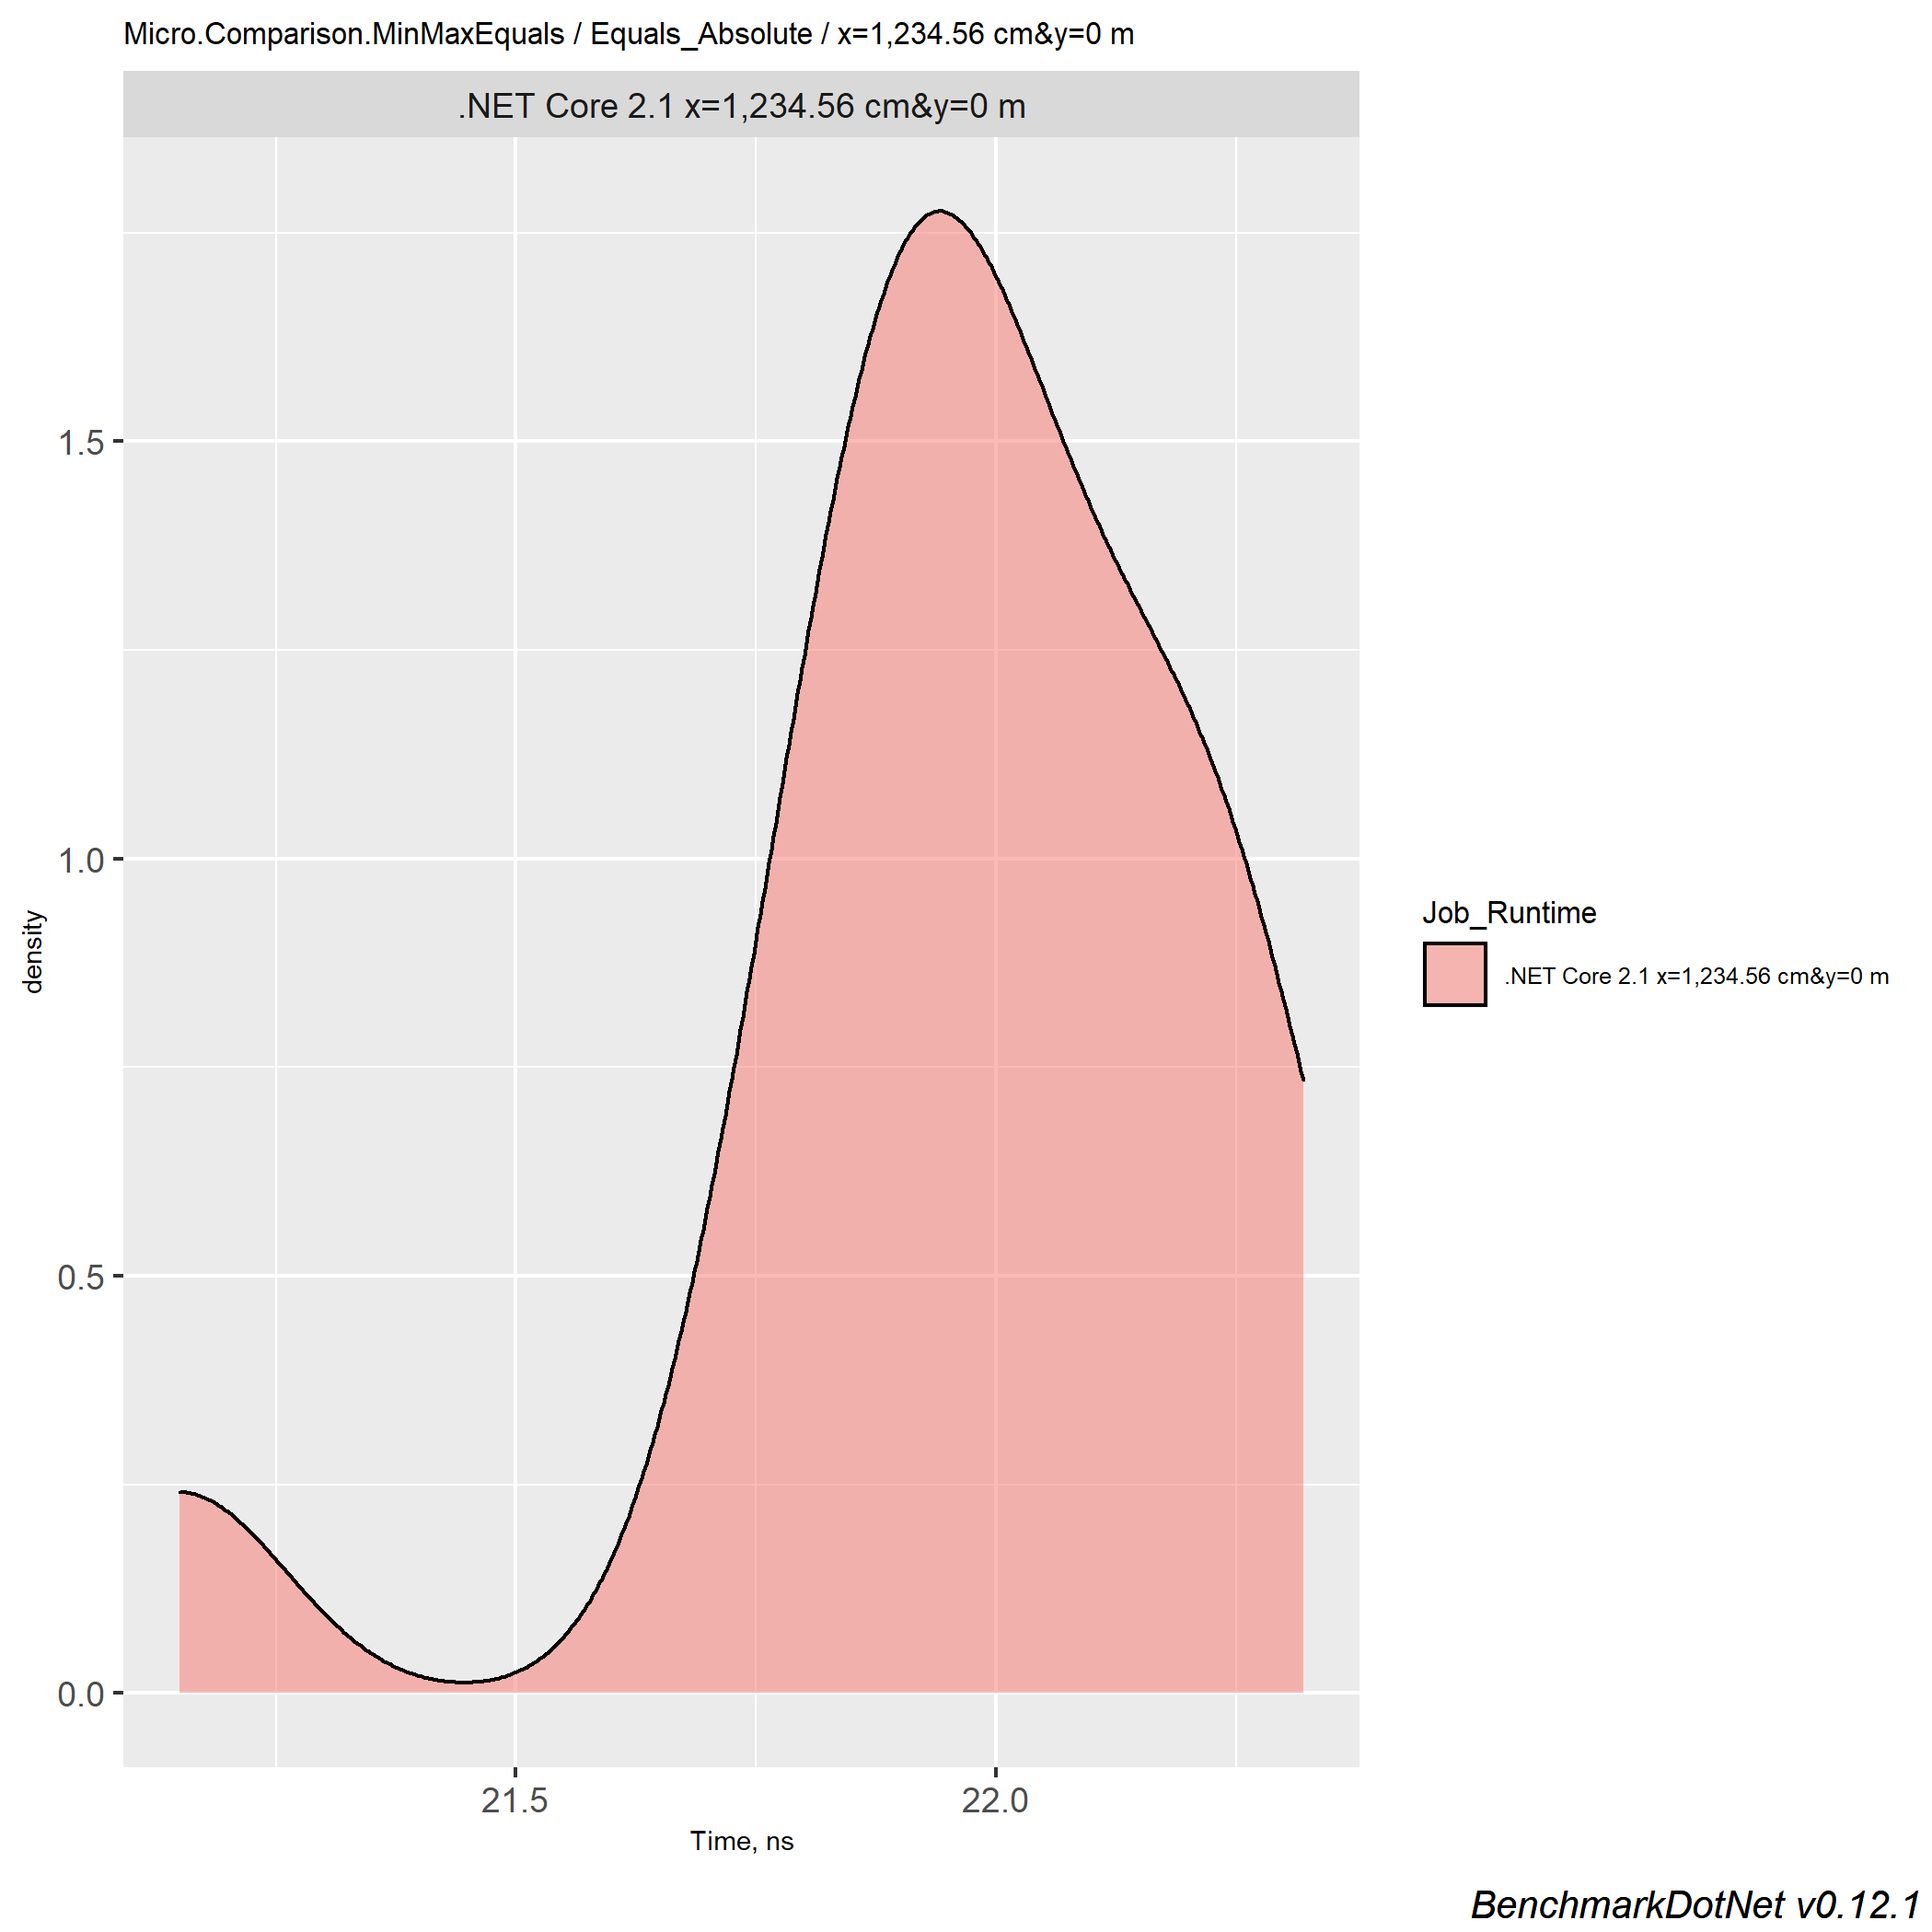 Micro.Comparison.MinMaxEquals / Equals_Absolute / x=1,234.56 cm&y=0 m
.NET Core 2.1 x=1,234.56 cm&y=0 m
1.5
1.0
0.5
0.0
density
21.5 22.0
Time, ns
Job_Runtime
.NET Core 2.1 x=1,234.56 cm&y=0 m
BenchmarkDotNet v0.12.1